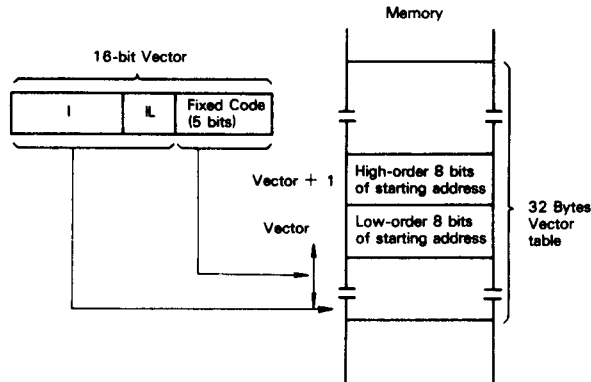 Memory
16-bit Vector
I
IL
Fixed Code
(5 bits)
Vector + 1
High-order 8 bits
of starting address
Vector
Low-order 8 bits
of starting address
32 Bytes
Vector
table